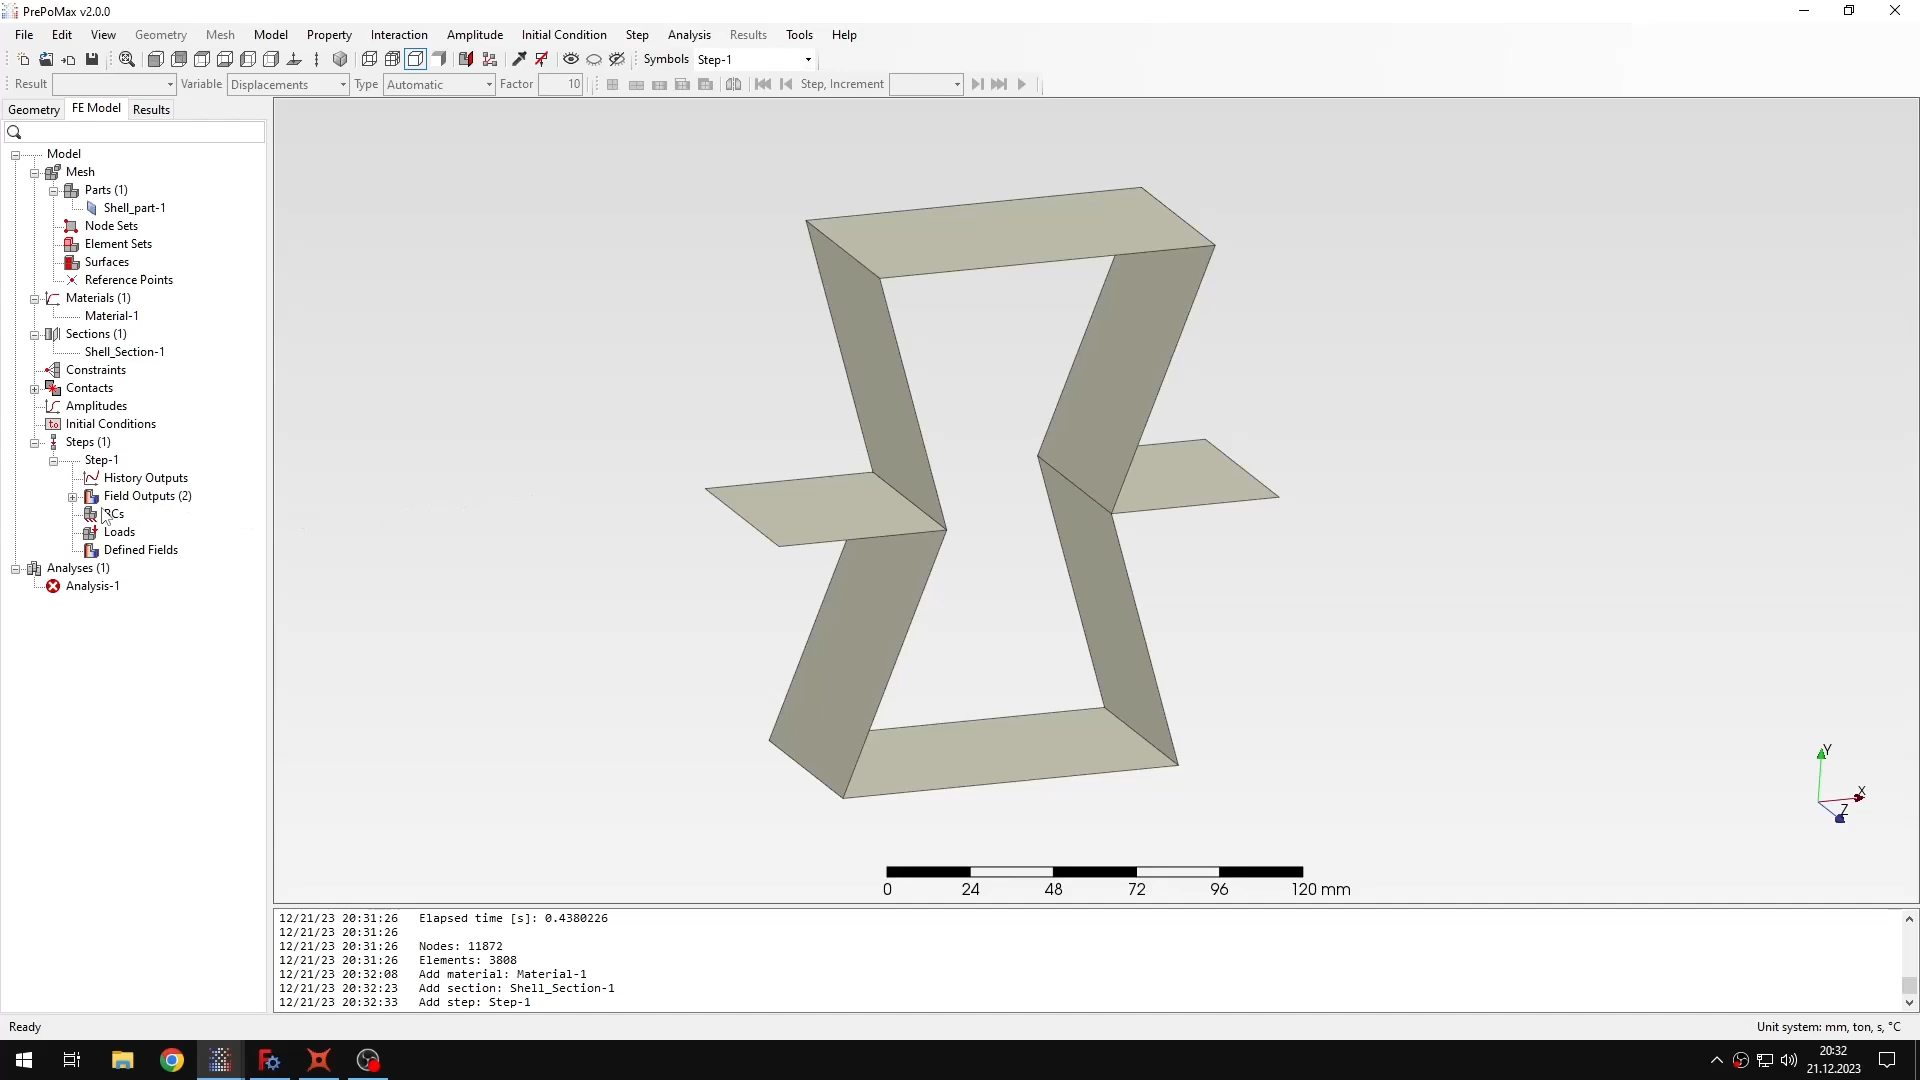 PrePoMax v2.0.0
File Edit View Geometry Mesh Model Property Interaction Amplitude Initial Condition Step Analysis Results Tools Help
Symbols Step-1
Result Variable Displacements Type Automatic Factor 10 Step, Increment
Geometry FE Model Results
Model
Mesh
Parts (1)
Shell_part-1
Node Sets
Element Sets
Surfaces
Reference Points
Materials (1)
Material-1
Sections (1)
Shell_Section-1
Constraints
Contacts
Amplitudes
Initial Conditions
Steps (1)
Step-1
History Outputs
Field Outputs (2)
BCs
Loads
Defined Fields
Analyses (1)
Analysis-1
Y
X
Z
0 24 48 72 96 120 mm
12/21/23 20:31:26 Elapsed time [s]: 0.4380226
12/21/23 20:31:26
12/21/23 20:31:26 Nodes: 11872
12/21/23 20:31:26 Elements: 3808
12/21/23 20:32:08 Add material: Material-1
12/21/23 20:32:23 Add section: Shell_Section-1
12/21/23 20:32:33 Add step: Step-1
Ready
Unit system: mm, ton, s, °C
20:32
21.12.2023